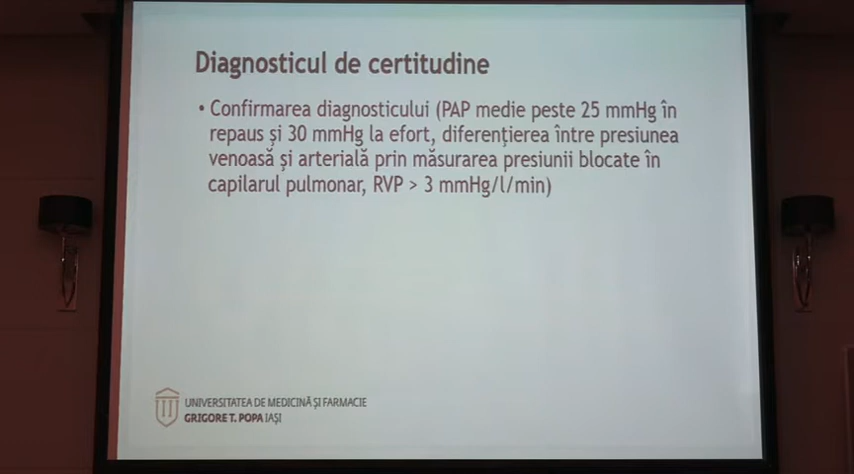 Diagnosticul de certitudine
• Confirmarea diagnosticului (PAP medie peste 25 mmHg în
repaus și 30 mmHg la efort, diferențierea între presiunea
venoasă și arterială prin măsurarea presiunii blocate în
capilarul pulmonar, RVP > 3 mmHg/l/min)
UNIVERSITATEA DE MEDICINĂ ȘI FARMACIE
GRIGORE T. POPA IAȘI